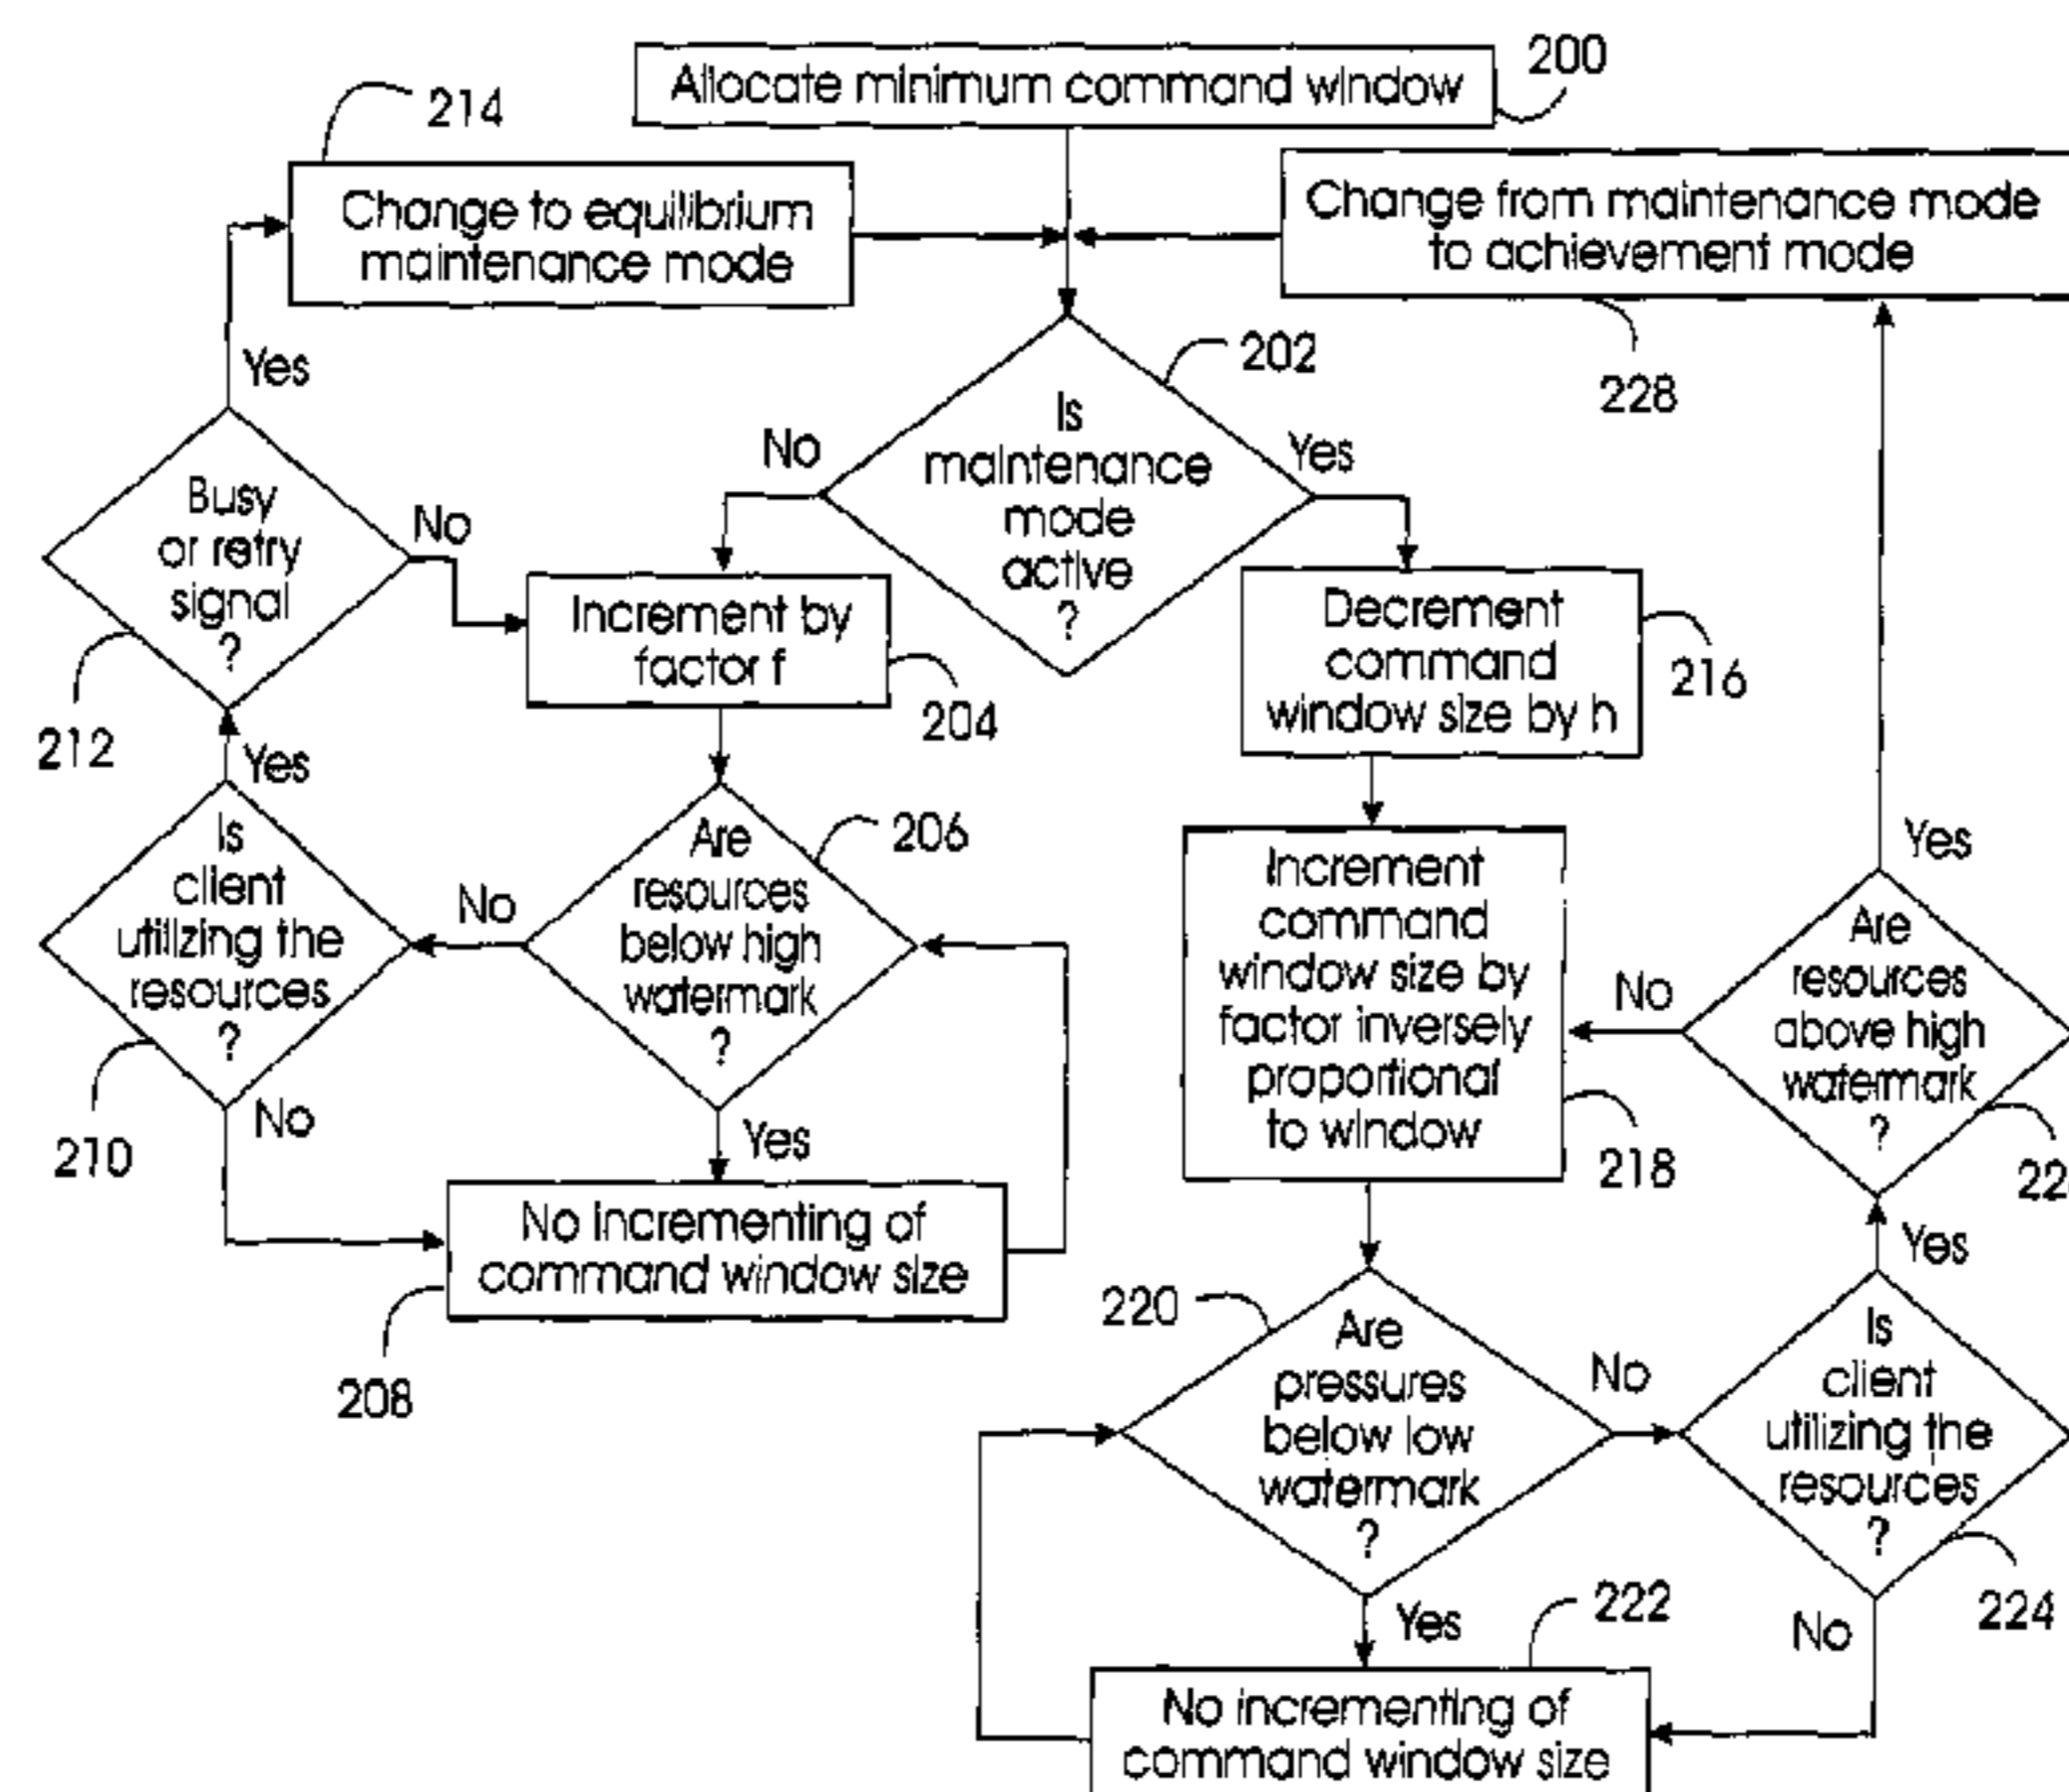 Allocate minimum command window
200
214
Change to equilibrium
maintenance mode
Change from maintenance mode
to achievement mode
228
202
Is
maintenance
mode
active
?
No
Yes
Yes
Busy
or retry
signal
?
No
212
Increment by
factor f
204
Decrement
command
window size by h
216
Yes
Is
client
utilizing the
resources
?
210
No
Are
resources
below high
watermark
?
206
No
Yes
No incrementing of
command window size
208
Increment
command
window size by
factor inversely
proportional
to window
218
Yes
Are
resources
above high
watermark
?
No
Yes
220
Are
pressures
below low
watermark
?
No
Is
client
utilizing the
resources
?
224
Yes
No
222
No incrementing of
command window size